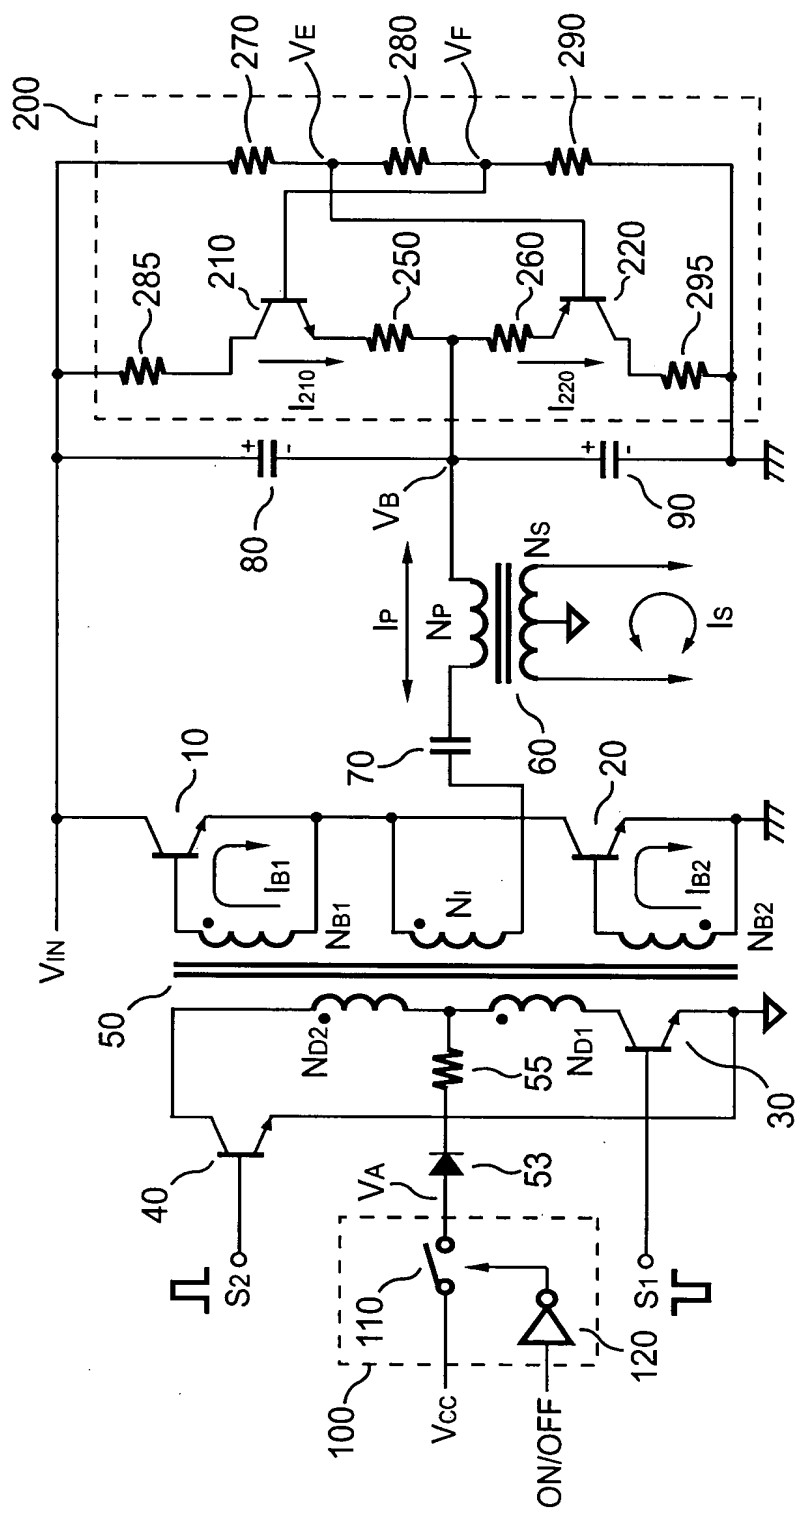 200
270
VE
280
VF
290
285
210
250
260
220
295
I210
I220
80
VB
90
IP
NP
NS
IS
60
70
10
20
VIN
IB1
NB1
NI
IB2
NB2
50
ND2
ND1
55
30
40
VA
53
S2
S1
110
120
100
VCC
ON/OFF
+
-
+
-